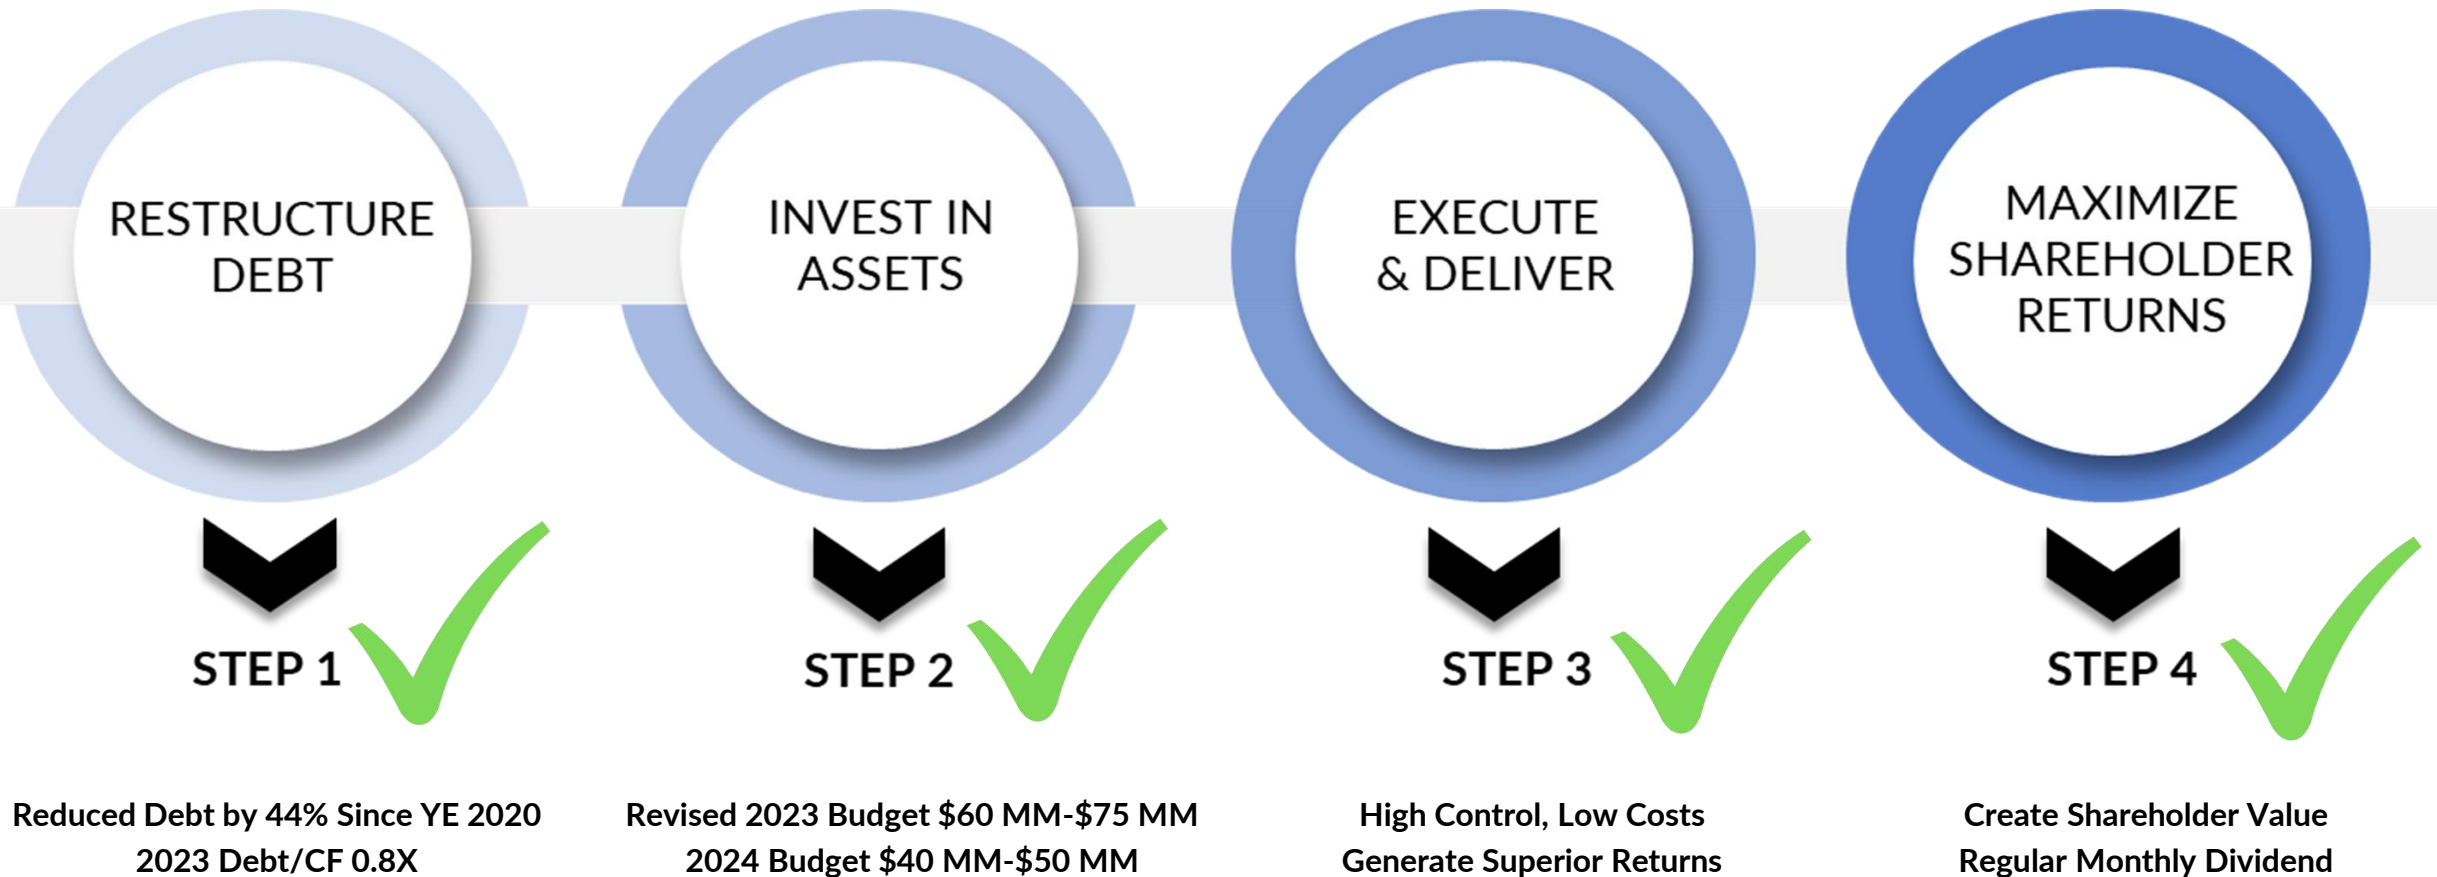 RESTRUCTURE
DEBT
INVEST IN
ASSETS
EXECUTE
& DELIVER
MAXIMIZE
SHAREHOLDER
RETURNS
STEP 1
STEP 2
STEP 3
STEP 4
Reduced Debt by 44% Since YE 2020
2023 Debt/CF 0.8X
Revised 2023 Budget $60 MM-$75 MM
2024 Budget $40 MM-$50 MM
High Control, Low Costs
Generate Superior Returns
Create Shareholder Value
Regular Monthly Dividend